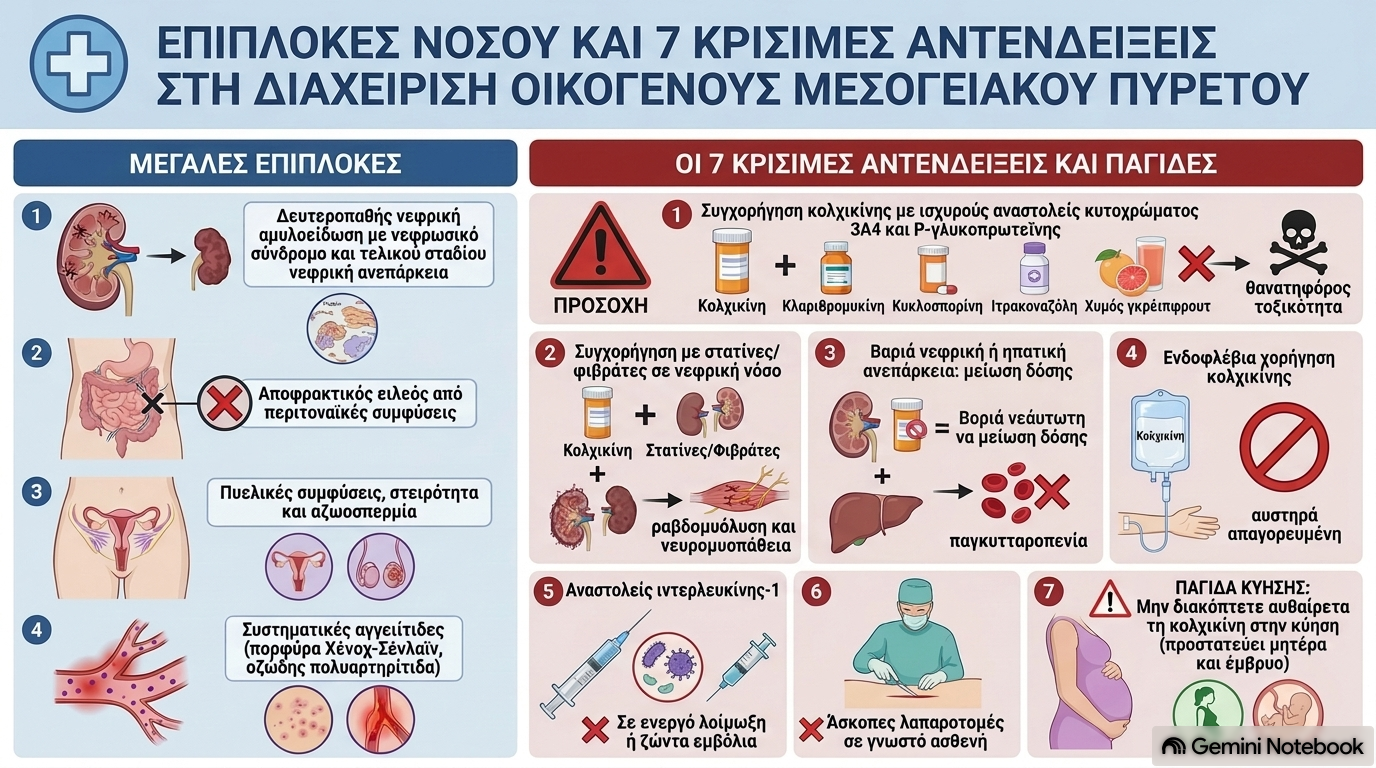 ΕΠΙΠΛΟΚΕΣ ΝΟΣΟΥ ΚΑΙ 7 ΚΡΙΣΙΜΕΣ ΑΝΤΕΝΔΕΙΞΕΙΣ
ΣΤΗ ΔΙΑΧΕΙΡΙΣΗ ΟΙΚΟΓΕΝΟΥΣ ΜΕΣΟΓΕΙΑΚΟΥ ΠΥΡΕΤΟΥ
ΜΕΓΑΛΕΣ ΕΠΙΠΛΟΚΕΣ
1
Δευτεροπαθής νεφρική
αμυλοείδωση με νεφρωσικό
σύνδρομο και τελικού σταδίου
νεφρική ανεπάρκεια
2
Αποφρακτικός ειλεός από
περιτοναϊκές συμφύσεις
3
Πυελικές συμφύσεις, στειρότητα
και αζωοσπερμία
4
Συστηματικές αγγειίτιδες
(πορφύρα Χένοχ-Σένλαϊν,
οζώδης πολυαρτηρίτιδα)
ΟΙ 7 ΚΡΙΣΙΜΕΣ ΑΝΤΕΝΔΕΙΞΕΙΣ ΚΑΙ ΠΑΓΙΔΕΣ
ΠΡΟΣΟΧΗ
1
Συγχορήγηση κολχικίνης με ισχυρούς αναστολείς κυτοχρώματος
3A4 και P-γλυκοπρωτεΐνης
Κολχικίνη
+
Κλαριθρομυκίνη
Κυκλοσπορίνη
Ιτρακοναζόλη
Χυμός γκρέιπφρουτ
θανατηφόρος
τοξικότητα
2
Συγχορήγηση με στατίνες/
φιβράτες σε νεφρική νόσο
+
Κολχικίνη
Στατίνες/Φιβράτες
+
ραβδομυόλυση και
νευρομυοπάθεια
3
Βαριά νεφρική ή ηπατική
ανεπάρκεια: μείωση δόσης
=
Βοριά νεάυτωτη
να μείωση δόσης
+
παγκυτταροπενία
4
Ενδοφλέβια χορήγηση
κολχικίνης
αυστηρά
απαγορευμένη
5
Αναστολείς ιντερλευκίνης-1
Σε ενεργό λοίμωξη
ή ζώντα εμβόλια
6
Άσκοπες λαπαροτομές
σε γνωστό ασθενή
7
ΠΑΓΙΔΑ ΚΥΗΣΗΣ:
Μην διακόπτετε αυθαίρετα
τη κολχικίνη στην κύηση
(προστατεύει μητέρα
και έμβρυο)
Gemini Notebook